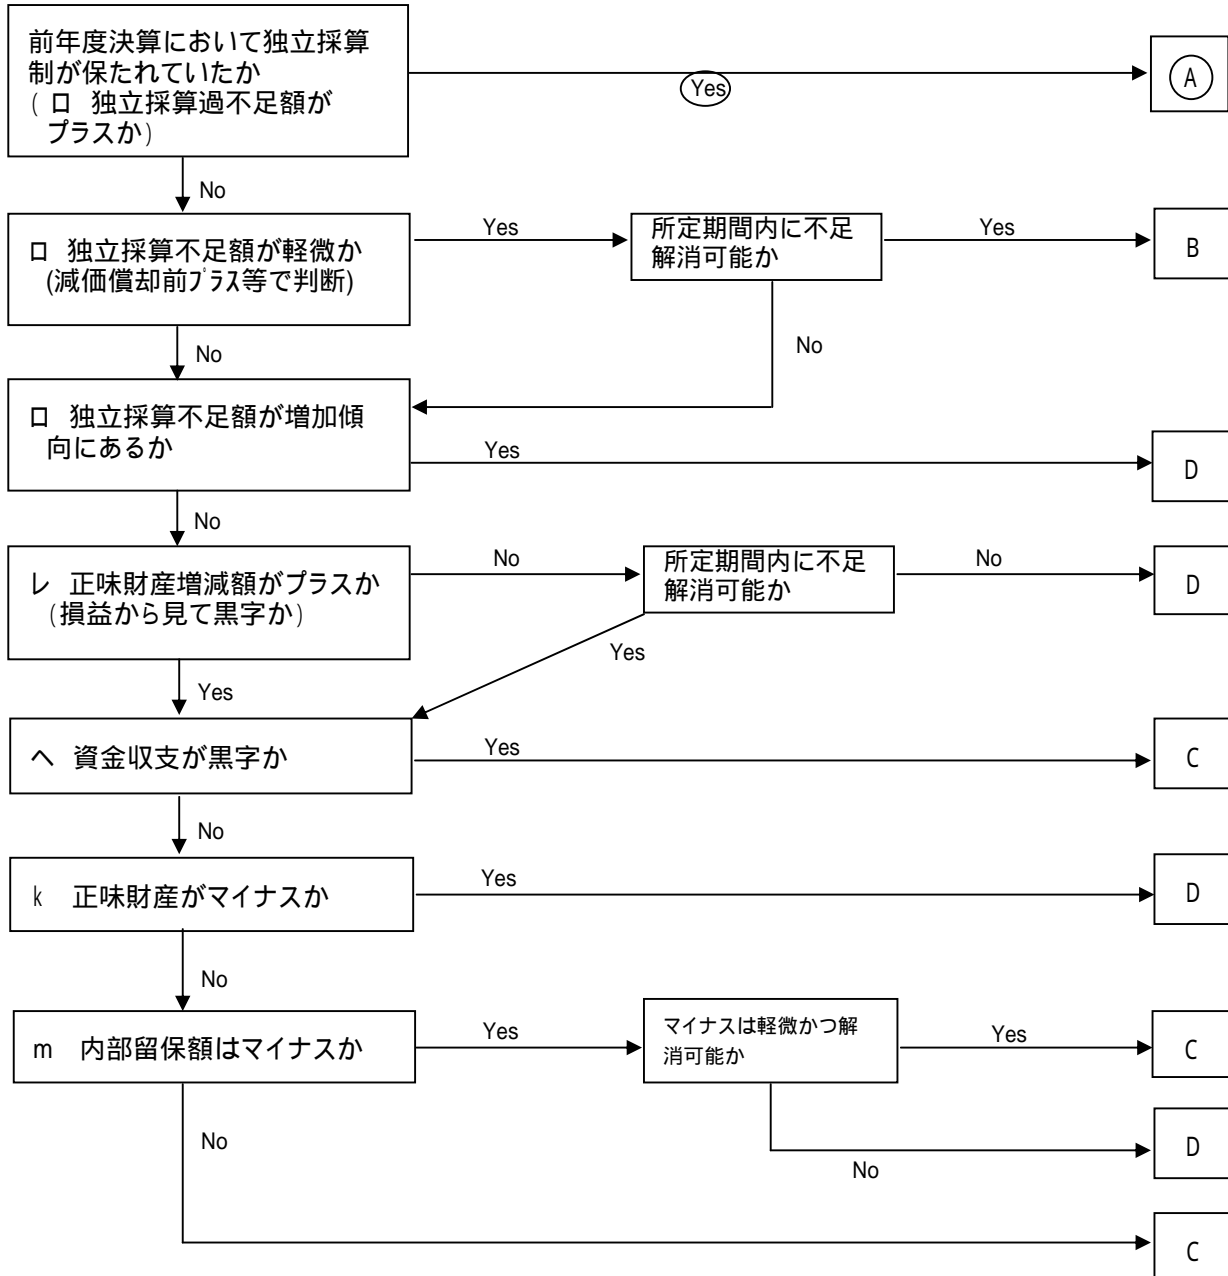 前年度決算において独立採算
制が保たれていたか
(ロ 独立採算過不足額が
プラスか)
Yes
A
No
ロ 独立採算不足額が軽微か
(減価償却前プラス等で判断)
Yes
所定期間内に不足
解消可能か
Yes
B
No
No
ロ 独立採算不足額が増加傾
向にあるか
Yes
D
No
レ 正味財産増減額がプラスか
(損益から見て黒字か)
No
所定期間内に不足
解消可能か
No
D
Yes
Yes
ヘ 資金収支が黒字か
Yes
C
No
k 正味財産がマイナスか
Yes
D
No
m 内部留保額はマイナスか
Yes
マイナスは軽微かつ解
消可能か
Yes
C
No
No
D
C